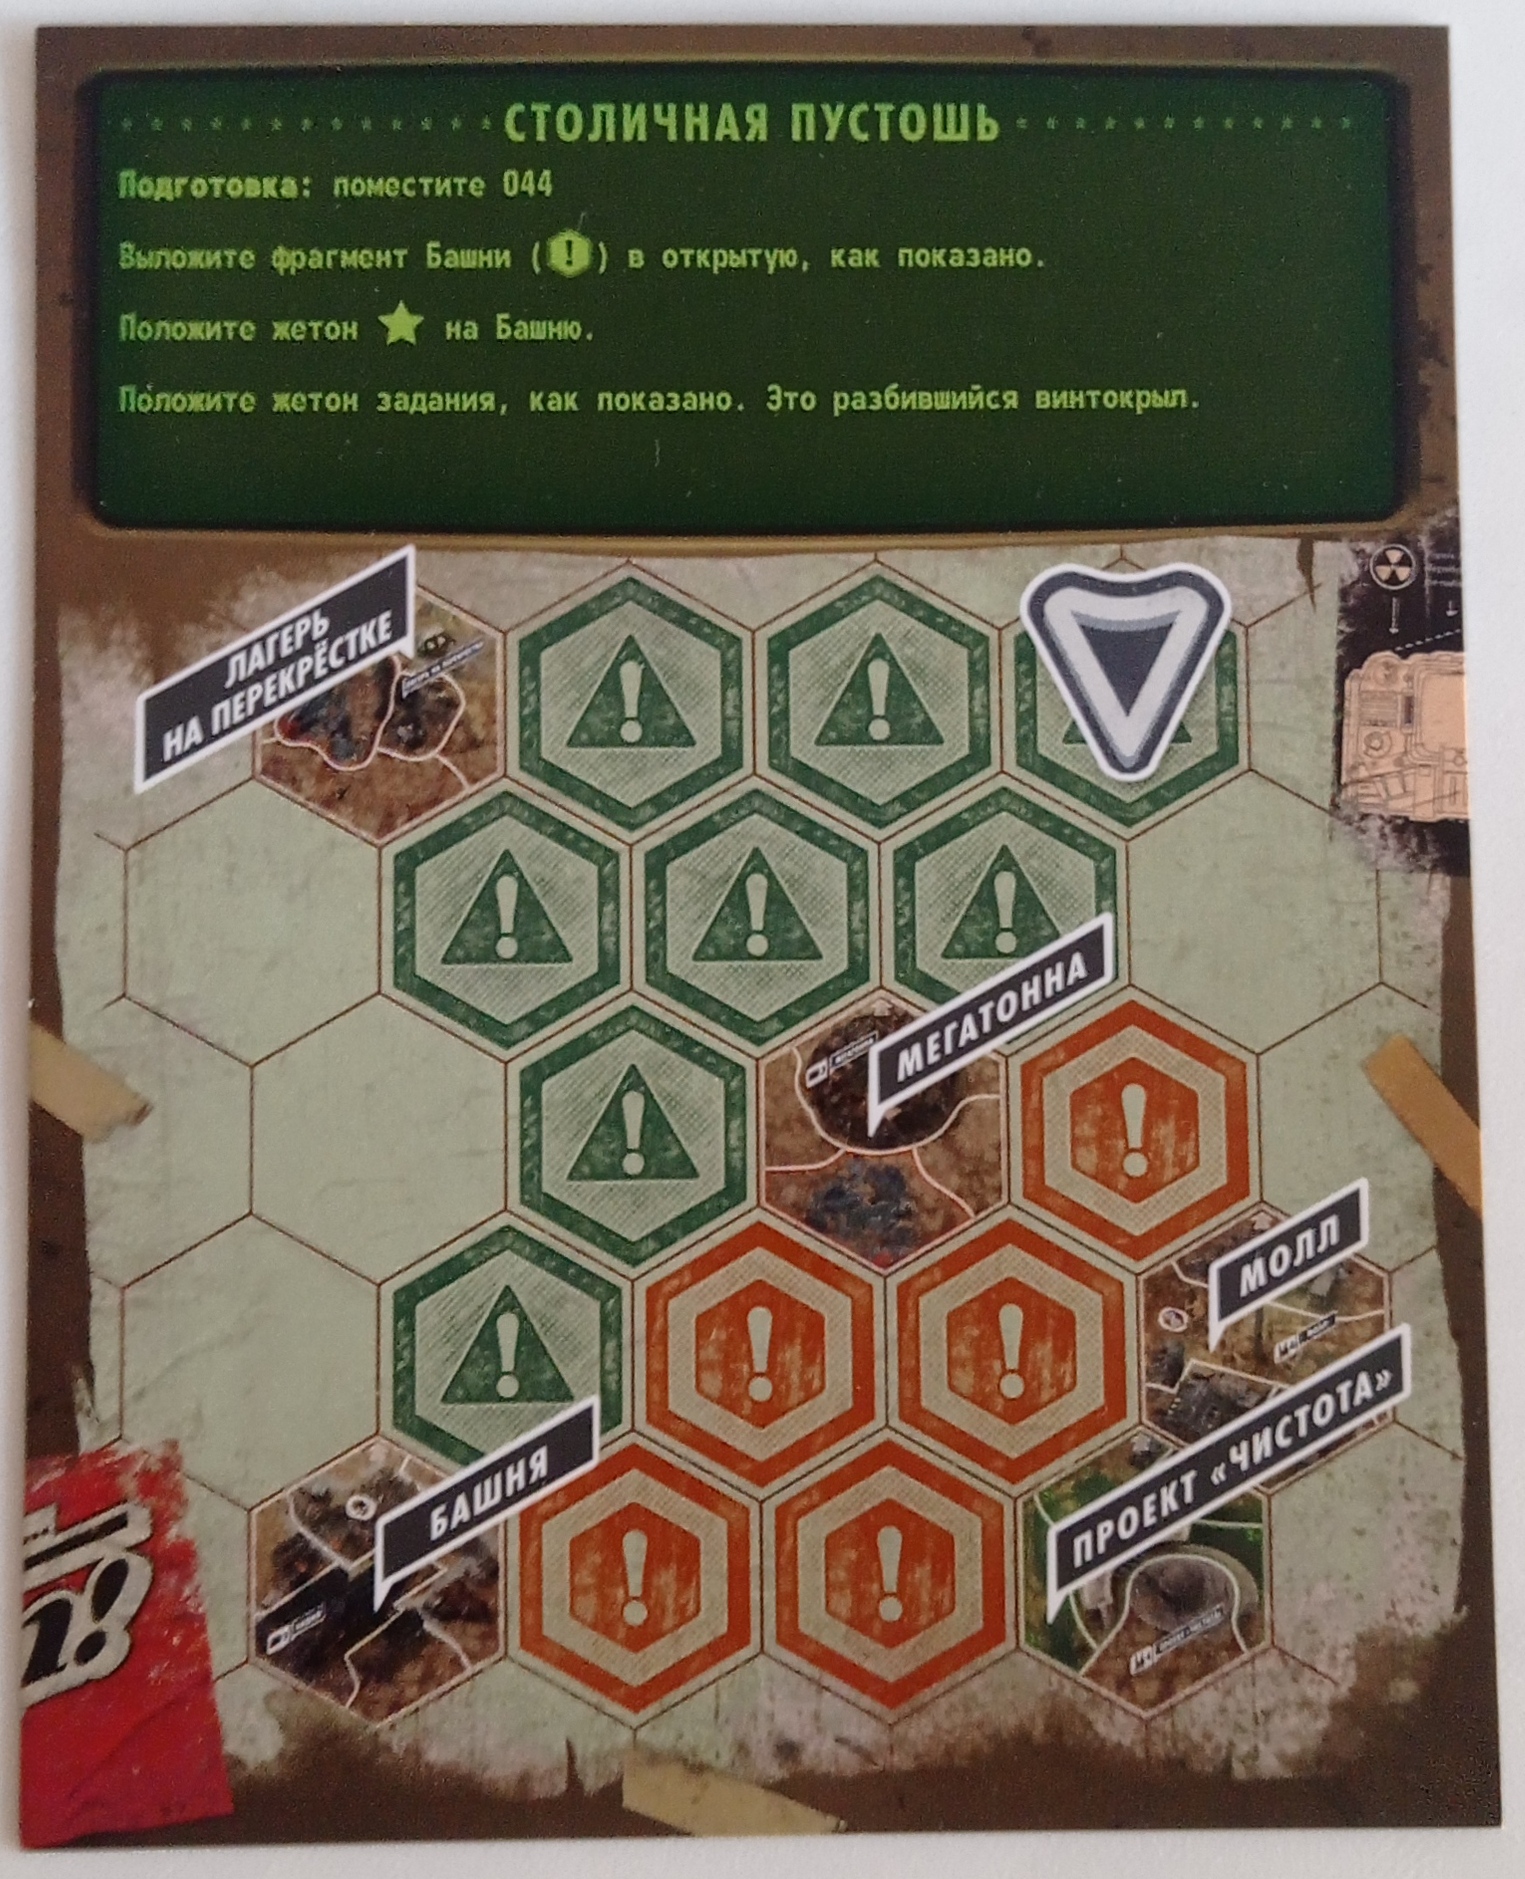 СТОЛИЧНАЯ ПУСТОШЬ
Подготовка: поместите 044
Выложите фрагмент Башни (!) в открытую, как показано.
Положите жетон ★ на Башню.
Положите жетон задания, как показано. Это разбившийся винтокрыл.
ЛАГЕРЬ
НА ПЕРЕКРЁСТКЕ
МЕГАТОННА
МОЛЛ
ПРОЕКТ «ЧИСТОТА»
БАШНЯ